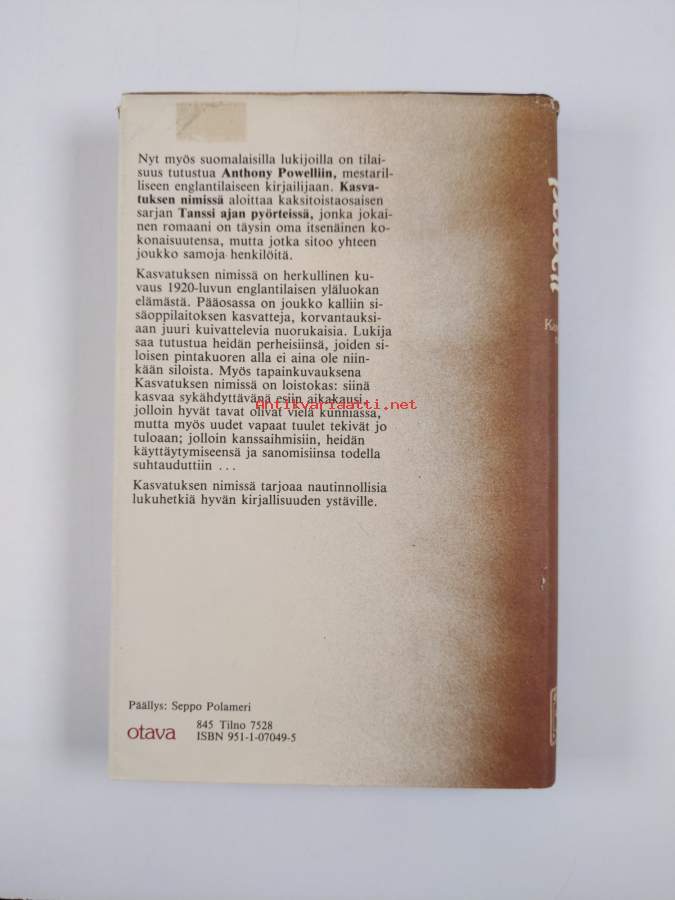 Nyt myös suomalaisilla lukijoilla on tilai-
suus tutustua Anthony Powelliin, mestaril-
liseen englantilaiseen kirjailijaan. Kasva-
tuksen nimissä aloittaa kaksitoistaosaisen
sarjan Tanssi ajan pyörteissä, jonka jokai-
nen romaani on täysin oma itsenäinen ko-
konaisuutensa, mutta jotka sitoo yhteen
joukko samoja henkilöitä.
Kasvatuksen nimissä on herkullinen ku-
vaus 1920-luvun englantilaisen yläluokan
elämästä. Pääosassa on joukko kalliin si-
säoppilaitoksen kasvatteja, korvantauksi-
aan juuri kuivattelevia nuorukaisia. Lukija
saa tutustua heidän perheisiinsä, joiden si-
loisen pintakuoren alla ei aina ole niin-
kään siloista. Myös tapainkuvauksena
Kasvatuksen nimissä on loistokas: siinä
kasvaa sykähdyttävänä esiin aikakausi,
jolloin hyvät tavat olivat vielä kunniassa,
mutta myös uudet vapaat tuulet tekivät jo
tuloaan; jolloin kanssaihmisiin, heidän
käyttäytymiseensä ja sanomisiinsa todella
suhtauduttiin ...
Kasvatuksen nimissä tarjoaa nautinnollisia
lukuhetkiä hyvän kirjallisuuden ystäville.
Antikvariaatti.net
Päällys: Seppo Polameri
otava
845 Tilno 7528
ISBN 951-1-07049-5